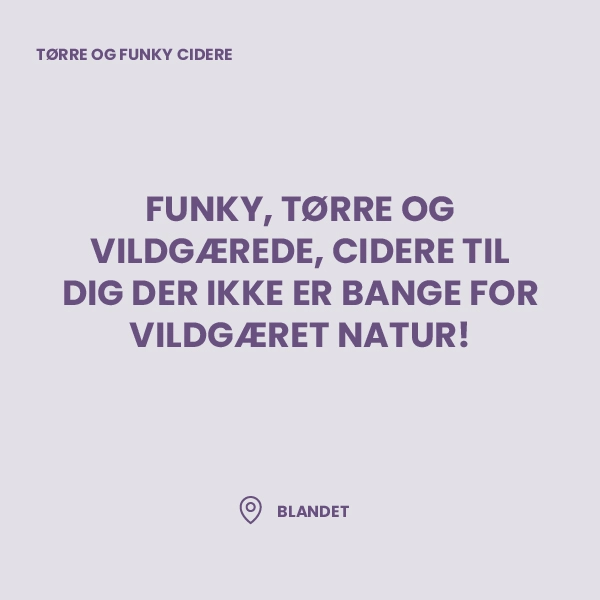 TØRRE OG FUNKY CIDERE
FUNKY, TØRRE OG
VILDGÆREDE, CIDERE TIL
DIG DER IKKE ER BANGE FOR
VILDGÆRET NATUR!
BLANDET